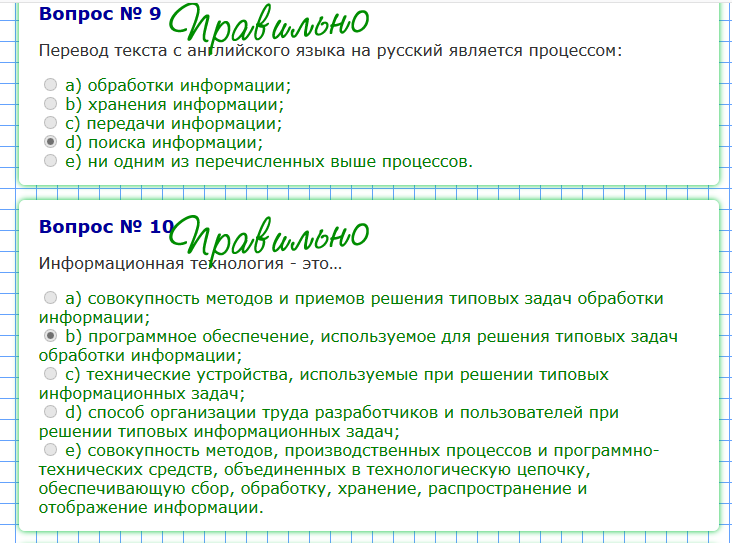 Вопрос № 9 Правильно
Перевод текста с английского языка на русский является процессом:
a) обработки информации;
b) хранения информации;
c) передачи информации;
d) поиска информации;
e) ни одним из перечисленных выше процессов.
Вопрос № 10 Правильно
Информационная технология - это…
a) совокупность методов и приемов решения типовых задач обработки
информации;
b) программное обеспечение, используемое для решения типовых задач
обработки информации;
c) технические устройства, используемые при решении типовых
информационных задач;
d) способ организации труда разработчиков и пользователей при
решении типовых информационных задач;
e) совокупность методов, производственных процессов и программно-
технических средств, объединенных в технологическую цепочку,
обеспечивающую сбор, обработку, хранение, распространение и
отображение информации.